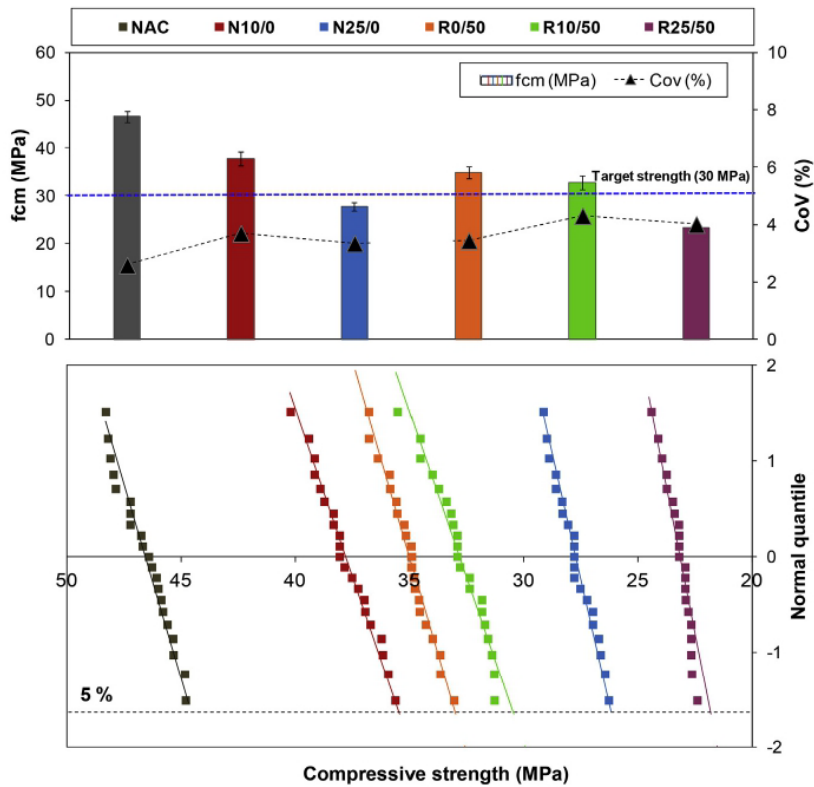 NAC N10/0 N25/0 R0/50 R10/50 R25/50
60 10
50 8
40 6
30 4
20 2
10 0
0
fcm (MPa)
CoV (%)
fcm (MPa) Cov (%)
Target strength (30 MPa)
2
1
0
-1
-2
Normal quantile
50 45 40 35 30 25 20
5 %
Compressive strength (MPa)